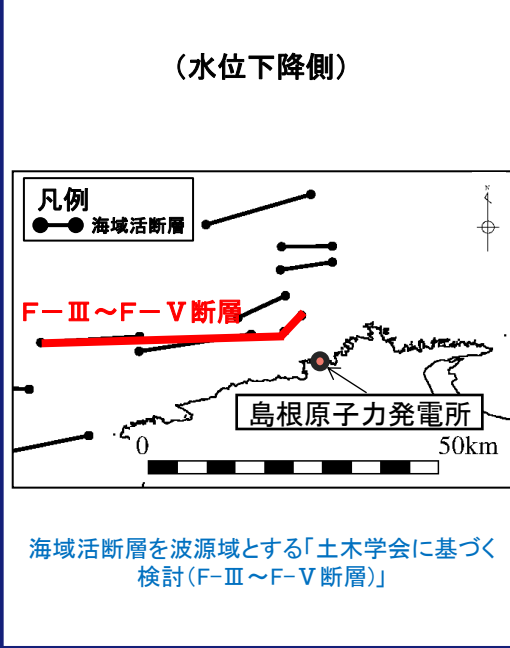 (水位下降側)
凡例
海域活断層
N
F-Ⅲ~F-Ⅴ断層
島根原子力発電所
0
50km
海域活断層を波源域とする「土木学会に基づく
検討(F-Ⅲ~F-Ⅴ断層)」